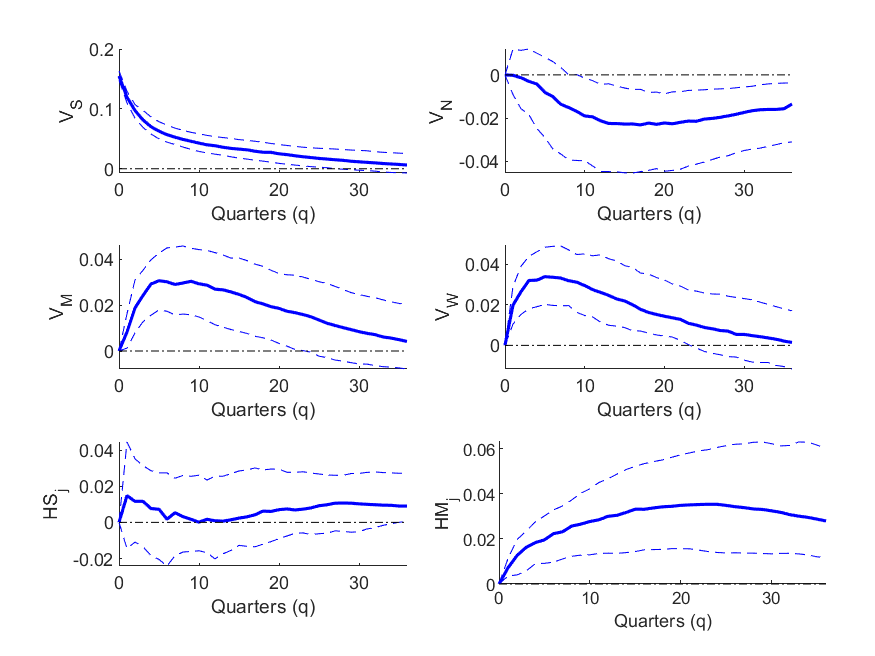 V_S
0.2
0.1
0
0 10 20 30
Quarters (q)
V_N
0
-0.02
-0.04
0 10 20 30
Quarters (q)
V_M
0.04
0.02
0
0 10 20 30
Quarters (q)
V_W
0.04
0.02
0
0 10 20 30
Quarters (q)
HS_j
0.04
0.02
0
-0.02
0 10 20 30
Quarters (q)
HM_j
0.06
0.04
0.02
0
0 10 20 30
Quarters (q)